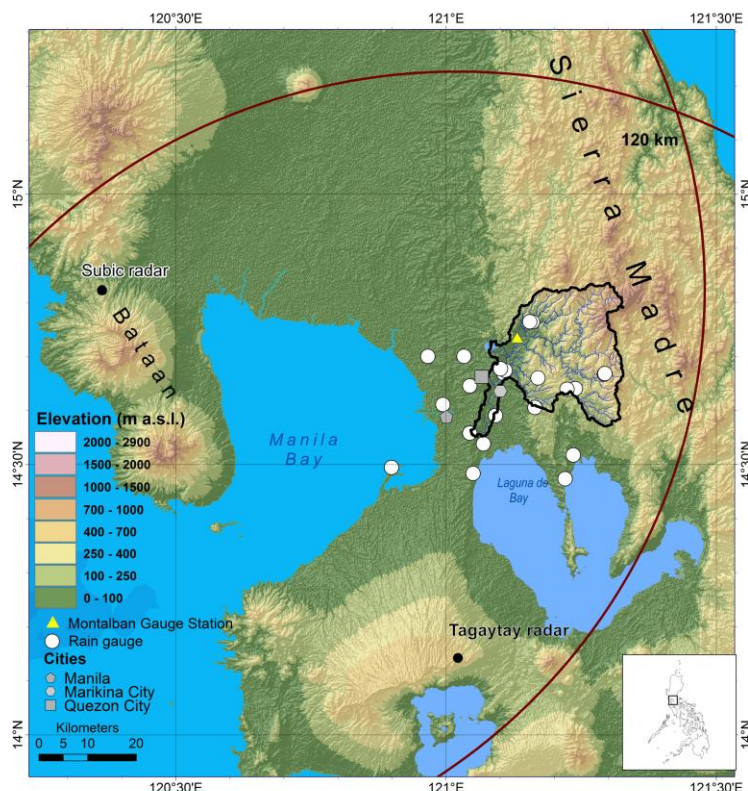 120°30'E
121°E
121°30'E
Sierra Madre
120 km
15°N
15°N
Subic radar
Bataan
Elevation (m a.s.l.)
2000 - 2900
1500 - 2000
1000 - 1500
700 - 1000
400 - 700
250 - 400
100 - 250
0 - 100
Manila
Bay
14°30'N
14°30'N
Laguna de
Bay
Montalban Gauge Station
Rain gauge
Cities
Manila
Marikina City
Quezon City
Kilometers
0 5 10 20
Tagaytay radar
14°N
14°N
120°30'E
121°E
121°30'E